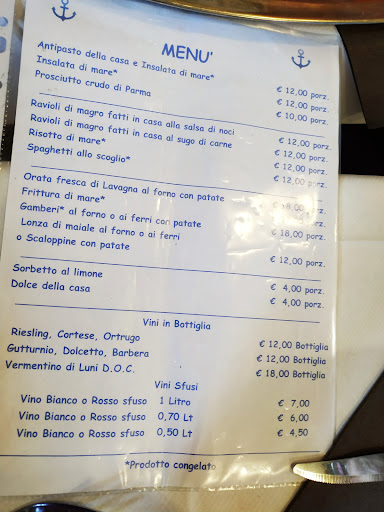 MENU'
Antipasto della casa e Insalata di mare* € 12,00 porz.
Insalata di mare* € 12,00 porz.
Prosciutto crudo di Parma € 10,00 porz.
Ravioli di magro fatti in casa alla salsa di noci € 12,00 porz.
Ravioli di magro fatti in casa al sugo di carne € 12,00 porz.
Risotto di mare* € 12,00 porz.
Spaghetti allo scoglio* € 12,00 porz.
Orata fresca di Lavagna al forno con patate € 18,00 porz.
Frittura di mare* € 18,00 porz.
Gamberi* al forno o ai ferri con patate € 18,00 porz.
Lonza di maiale al forno o ai ferri
o Scaloppine con patate € 12,00 porz.
Sorbetto al limone € 4,00 porz.
Dolce della casa € 4,00 porz.
Vini in Bottiglia
Riesling, Cortese, Ortrugo € 12,00 Bottiglia
Gutturnio, Dolcetto, Barbera € 12,00 Bottiglia
Vermentino di Luni D.O.C. € 18,00 Bottiglia
Vini Sfusi
Vino Bianco o Rosso sfuso 1 Litro € 7,00
Vino Bianco o Rosso sfuso 0,70 Lt € 6,00
Vino Bianco o Rosso sfuso 0,50 Lt € 4,50
*Prodotto congelato